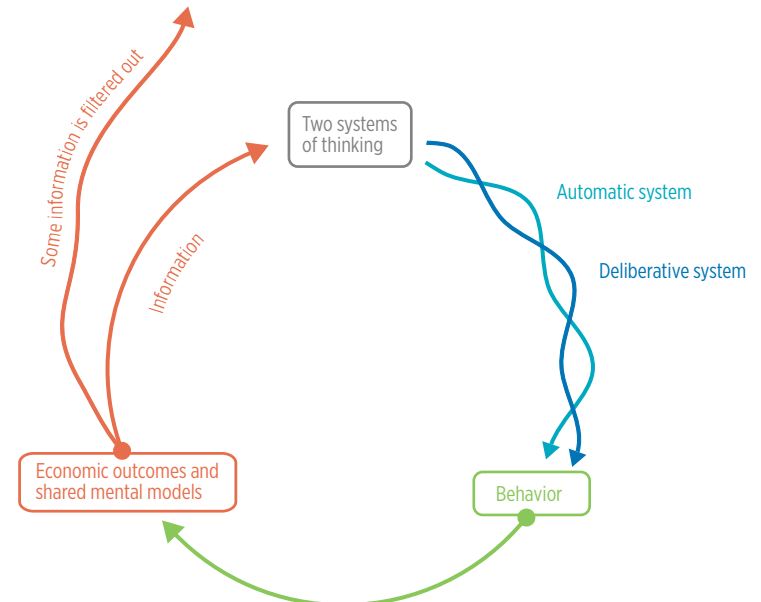 Some information is filtered out
Two systems
of thinking
Automatic system
Information
Deliberative system
Economic outcomes and
shared mental models
Behavior